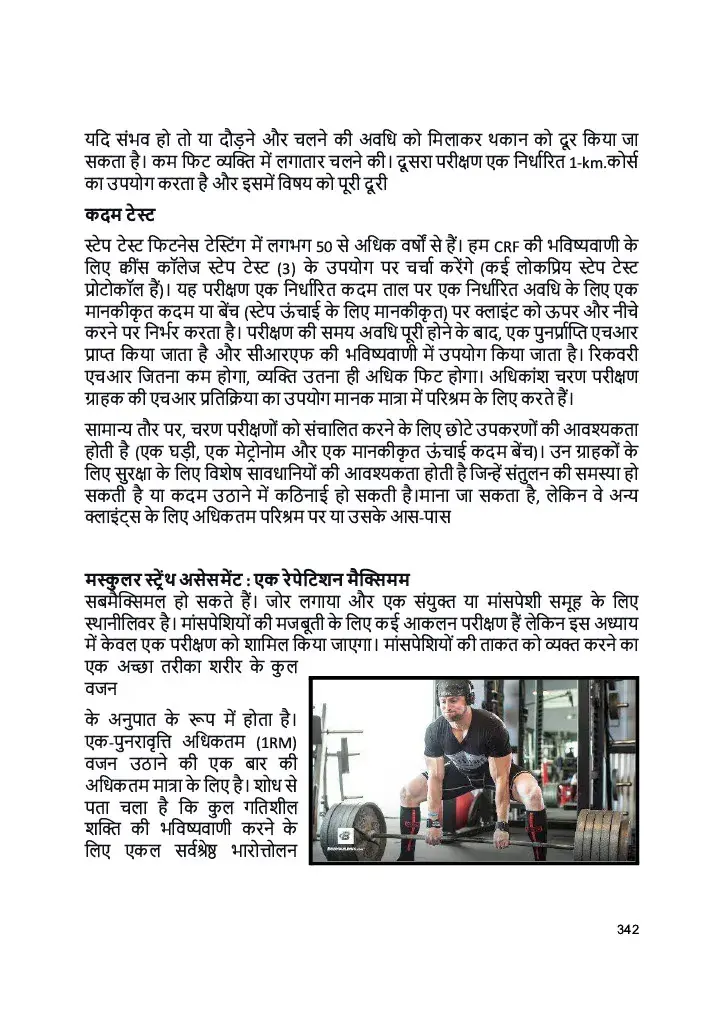 यदि संभव हो तो या दौड़ने और चलने की अवधि को मिलाकर थकान को दूर किया जा
सकता है। कम फिट व्यक्ति में लगातार चलने की। दूसरा परीक्षण एक निर्धारित 1-km.कोर्स
का उपयोग करता है और इसमें विषय को पूरी दूरी
कदम टेस्ट
स्टेप टेस्ट फिटनेस टेस्टिंग में लगभग 50 से अधिक वर्षों से हैं। हम CRF की भविष्यवाणी के
लिए क्वींस कॉलेज स्टेप टेस्ट (3) के उपयोग पर चर्चा करेंगे (कई लोकप्रिय स्टेप टेस्ट
प्रोटोकॉल हैं)। यह परीक्षण एक निर्धारित कदम ताल पर एक निर्धारित अवधि के लिए एक
मानकीकृत कदम या बेंच (स्टेप ऊंचाई के लिए मानकीकृत) पर क्लाइंट को ऊपर और नीचे
करने पर निर्भर करता है। परीक्षण की समय अवधि पूरी होने के बाद, एक पुनर्प्राप्ति एचआर
प्राप्त किया जाता है और सीआरएफ की भविष्यवाणी में उपयोग किया जाता है। रिकवरी
एचआर जितना कम होगा, व्यक्ति उतना ही अधिक फिट होगा। अधिकांश चरण परीक्षण
ग्राहक की एचआर प्रतिक्रिया का उपयोग मानक मात्रा में परिश्रम के लिए करते हैं।
सामान्य तौर पर, चरण परीक्षणों को संचालित करने के लिए छोटे उपकरणों की आवश्यकता
होती है (एक घड़ी, एक मेट्रोनोम और एक मानकीकृत ऊंचाई कदम बेंच)। उन ग्राहकों के
लिए सुरक्षा के लिए विशेष सावधानियों की आवश्यकता होती है जिन्हें संतुलन की समस्या हो
सकती है या कदम उठाने में कठिनाई हो सकती है।माना जा सकता है, लेकिन वे अन्य
क्लाइंट्स के लिए अधिकतम परिश्रम पर या उसके आस-पास
मस्कुलर स्ट्रेंथ असेसमेंट : एक रेपेटिशन मैक्सिमम
सबमैक्सिमल हो सकते हैं। जोर लगाया और एक संयुक्त या मांसपेशी समूह के लिए
स्थानीलिवर है। मांसपेशियों की मजबूती के लिए कई आकलन परीक्षण हैं लेकिन इस अध्याय
में केवल एक परीक्षण को शामिल किया जाएगा। मांसपेशियों की ताकत को व्यक्त करने का
एक अच्छा तरीका शरीर के कुल
वजन
के अनुपात के रूप में होता है।
एक-पुनरावृत्ति अधिकतम (1RM)
वजन उठाने की एक बार की
अधिकतम मात्रा के लिए है। शोध से
पता चला है कि कुल गतिशील
शक्ति की भविष्यवाणी करने के
लिए एकल सर्वश्रेष्ठ भारोत्तोलन
B
BODYBUILDING.com
342